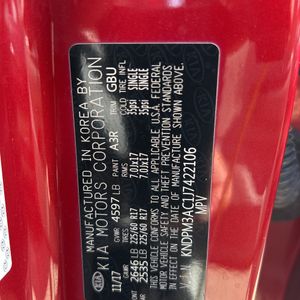 MANUFACTURED IN KOREA BY
KIA MOTORS CORPORATION
11/17 GVWR 4597 LB PAINT A3R TRIM GBU
TIRE RIM COLD TIRE INFL.
2646 LB 225/60 R17 7.0JX17 35psi SINGLE
2535 LB 225/60 R17 7.0JX17 35psi SINGLE
THIS VEHICLE CONFORMS TO ALL APPLICABLE U.S.A FEDERAL
MOTOR VEHICLE SAFETY AND THEFT PREVENTION STANDARDS
IN EFFECT ON THE DATE OF MANUFACTURE SHOWN ABOVE.
V.I.N. : KNDPM3AC1J7422106
MPV
KIA